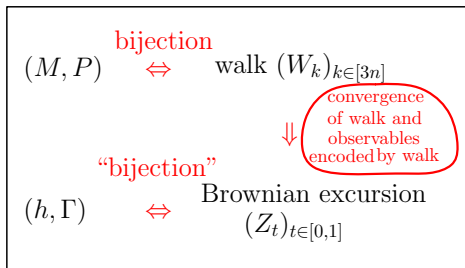 bijection
(M, P) ⇔ walk (W_k)_{k∈[3n]}
⇓ convergence
of walk and
observables
encoded by walk
“bijection”
(h, Γ) ⇔ Brownian excursion
(Z_t)_{t∈[0,1]}